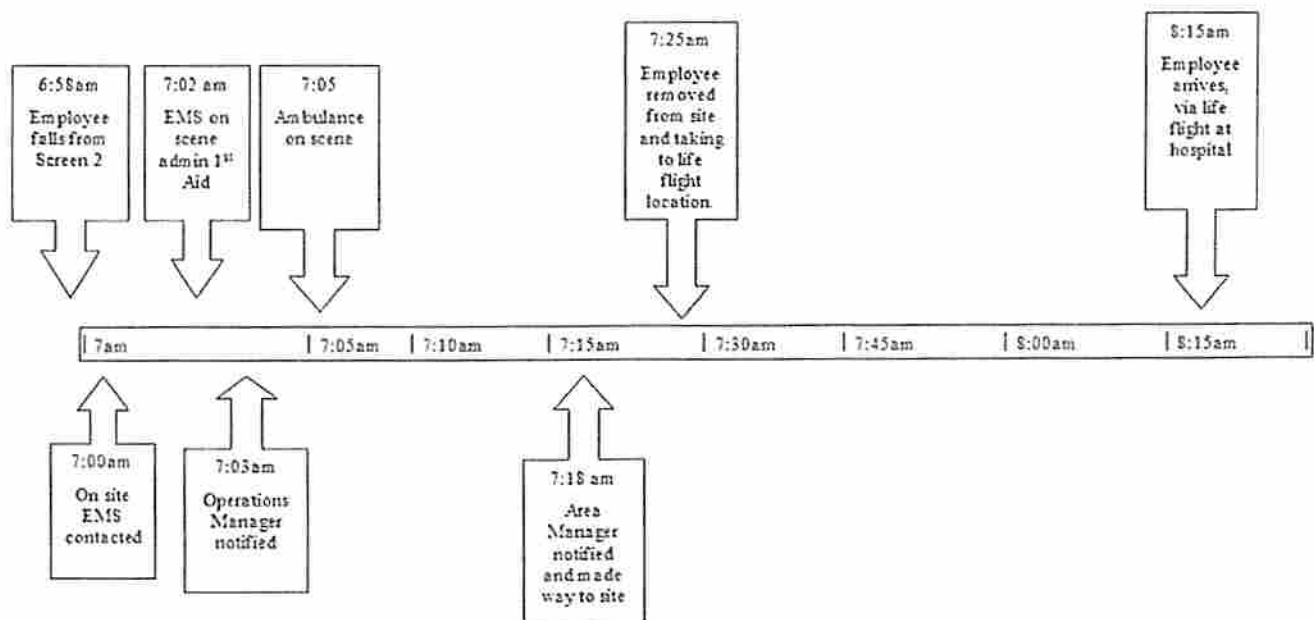 6:58am
Employee
falls from
Screen 2
7:02 am
EMS on
scene
admin 1st
Aid
7:05
Ambulance
on scene
7:25am
Employee
removed
from site
and taking
to life
flight
location
8:15am
Employee
arrives,
via life
flight at
hospital
7am
7:05am
7:10am
7:15am
7:30am
7:45am
8:00am
8:15am
7:00am
On site
EMS
contacted
7:03am
Operations
Manager
notified
7:18 am
Area
Manager
notified
and made
way to site